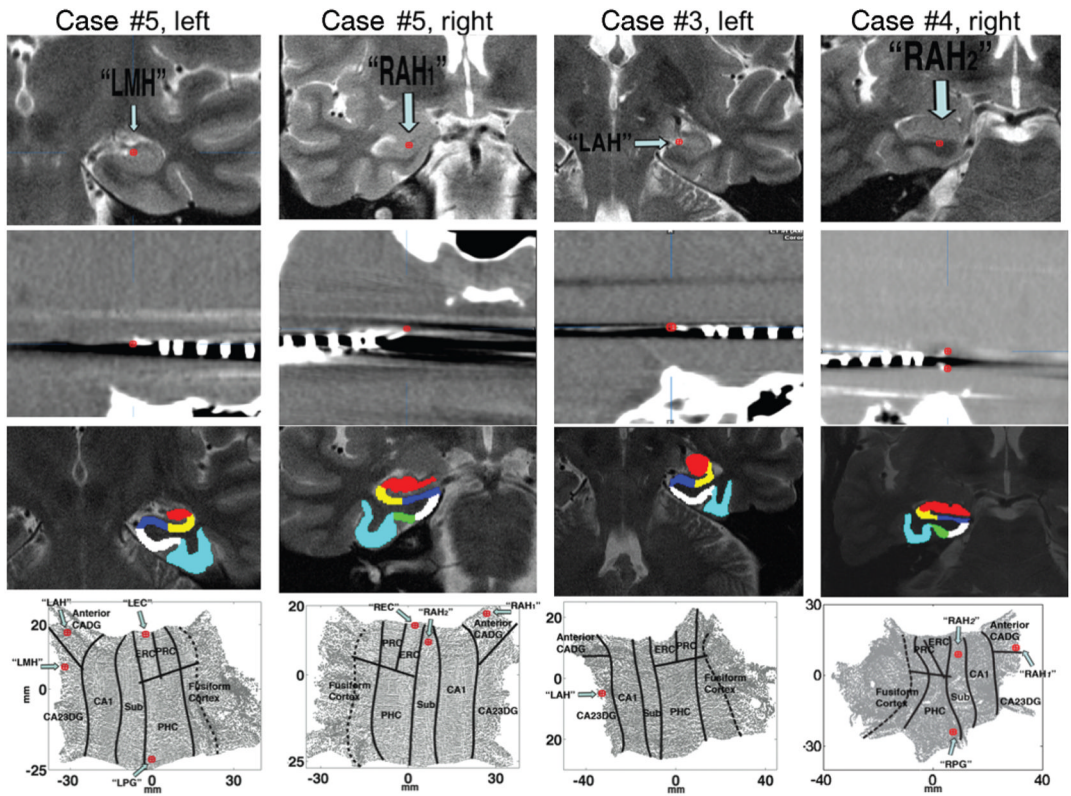 Case #5, left
Case #5, right
Case #3, left
Case #4, right
"LMH"
"RAH1"
"LAH"
"RAH2"
"LAH"
"LEC"
Anterior
CADG
20
"LMH"
ERC
PRC
mm
0
CA1
Fusiform
Cortex
Sub
CA23DG
PHC
-25
"LPG"
-30
0
30
mm
20
"REC"
"RAH2"
"RAH1"
Anterior
CADG
PRC
ERC
0
CA1
Fusiform
Cortex
Sub
PHC
CA23DG
25
-30
0
30
mm
20
Anterior
CADG
ERC
PRC
0
"LAH"
CA1
Fusiform
Cortex
CA23DG
Sub
PHC
20
-40
0
40
mm
30
"RAH2"
Anterior
CADG
PRC
ERC
"RAH1"
0
CA1
Fusiform
Cortex
Sub
PHC
CA23DG
-30
"RPG"
-40
0
40
mm